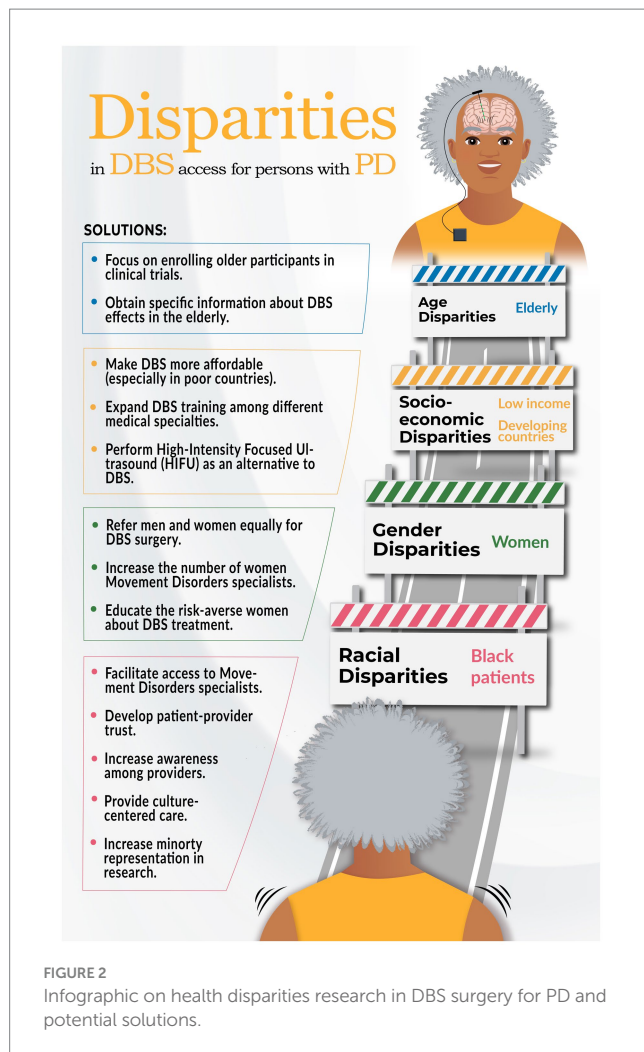 Disparities
in DBS access for persons with PD
SOLUTIONS:
• Focus on enrolling older participants in
clinical trials.
• Obtain specific information about DBS
effects in the elderly.
• Make DBS more affordable
(especially in poor countries).
• Expand DBS training among different
medical specialties.
• Perform High-Intensity Focused Ul-
trasound (HIFU) as an alternative to
DBS.
• Refer men and women equally for
DBS surgery.
• Increase the number of women
Movement Disorders specialists.
• Educate the risk-averse women
about DBS treatment.
• Facilitate access to Move-
ment Disorders specialists.
• Develop patient-provider
trust.
• Increase awareness
among providers.
• Provide culture-
centered care.
• Increase minorty
representation in
research.
Age
Disparities
Elderly
Socio-
economic
Disparities
Low income
Developing
countries
Gender
Disparities
Women
Racial
Disparities
Black
patients
FIGURE 2
Infographic on health disparities research in DBS surgery for PD and
potential solutions.